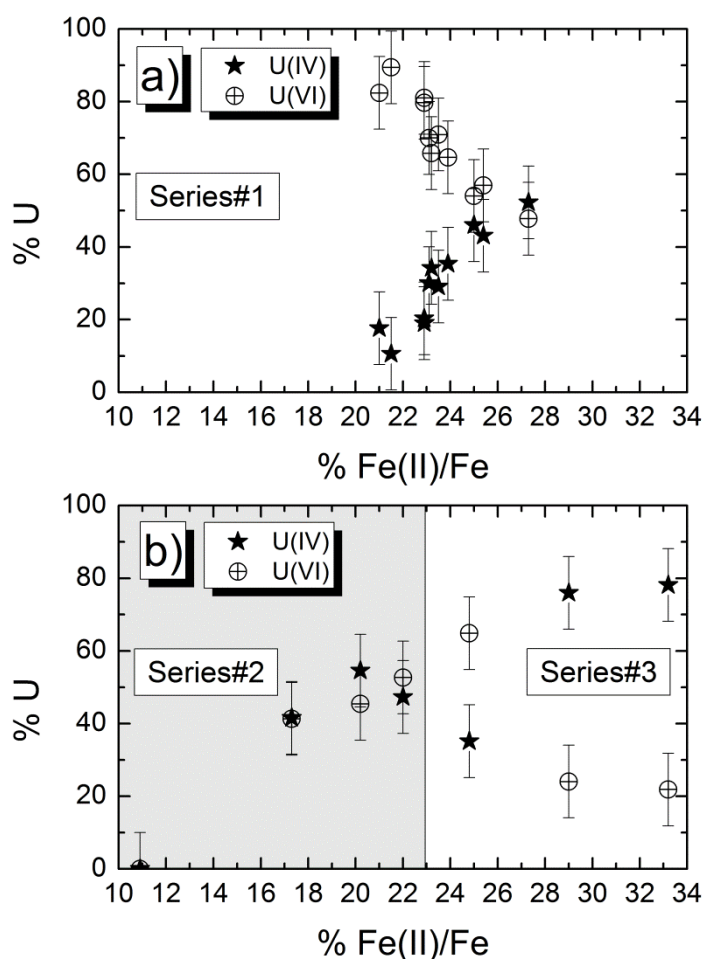 100
80
60
40
20
0
% U
a)
U(IV)
U(VI)
Series#1
10 12 14 16 18 20 22 24 26 28 30 32 34
% Fe(II)/Fe
100
80
60
40
20
0
% U
b)
U(IV)
U(VI)
Series#2
Series#3
10 12 14 16 18 20 22 24 26 28 30 32 34
% Fe(II)/Fe